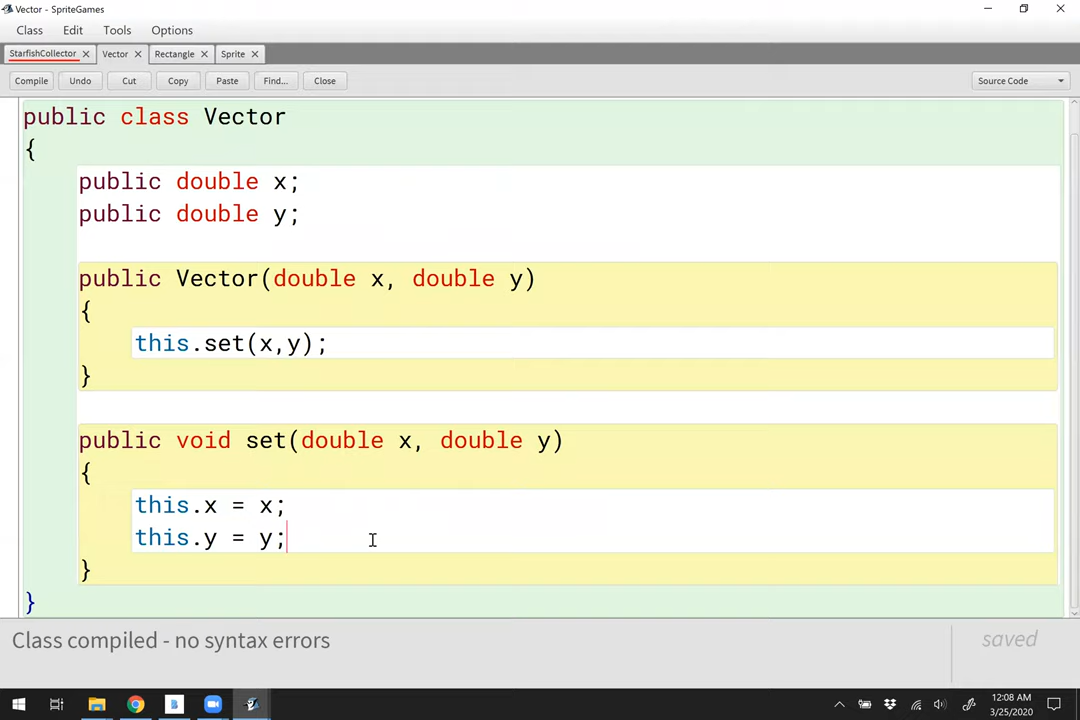 Vector - SpriteGames
Class Edit Tools Options
StarfishCollector Vector Rectangle Sprite
Compile Undo Cut Copy Paste Find... Close Source Code
public class Vector
{
public double x;
public double y;
public Vector(double x, double y)
{
this.set(x,y);
}
public void set(double x, double y)
{
this.x = x;
this.y = y;
}
}
Class compiled - no syntax errors
saved
12:08 AM
3/25/2020